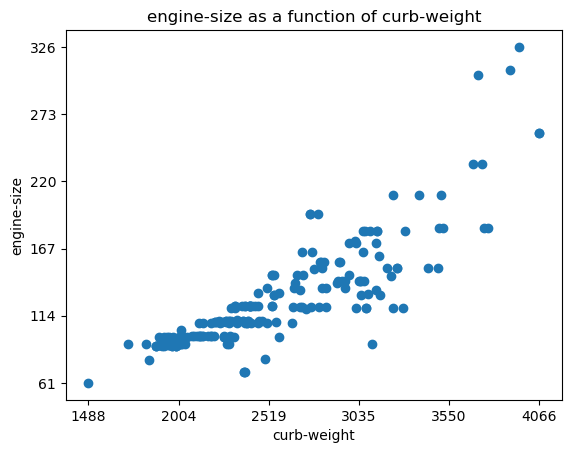 engine-size as a function of curb-weight
326
273
220
167
114
61
engine-size
1488 2004 2519 3035 3550 4066
curb-weight